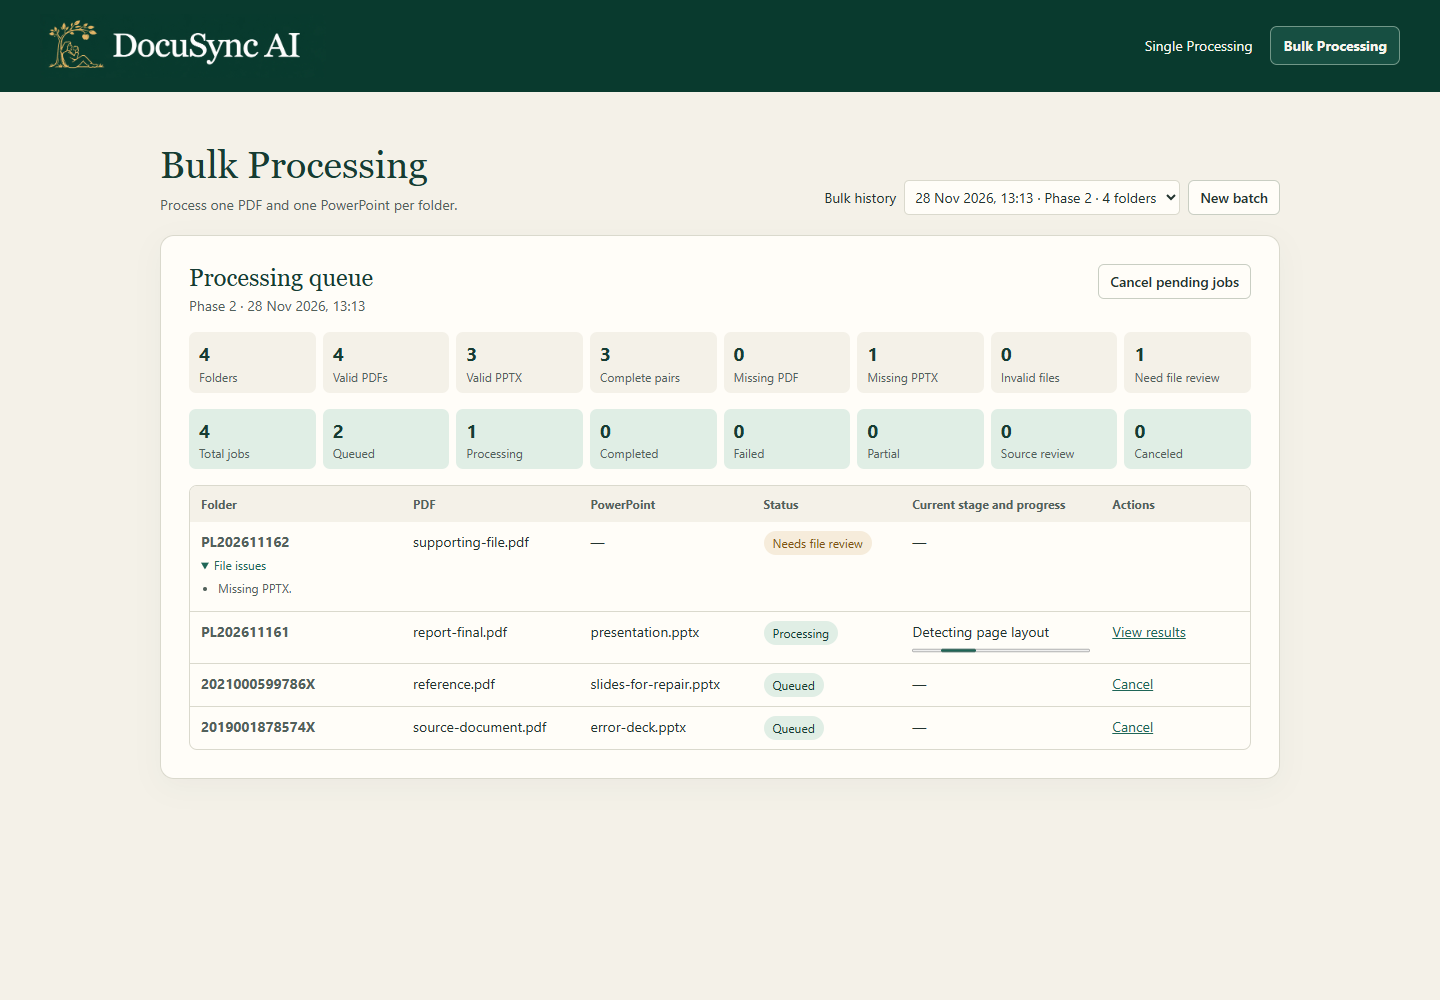 DocuSync AI
Single Processing
Bulk Processing
Bulk Processing
Process one PDF and one PowerPoint per folder.
Bulk history
28 Nov 2026, 13:13 · Phase 2 · 4 folders
New batch
Processing queue
Phase 2 · 28 Nov 2026, 13:13
Cancel pending jobs
4
Folders
4
Valid PDFs
3
Valid PPTX
3
Complete pairs
0
Missing PDF
1
Missing PPTX
0
Invalid files
1
Need file review
4
Total jobs
2
Queued
1
Processing
0
Completed
0
Failed
0
Partial
0
Source review
0
Canceled
Folder PDF PowerPoint Status Current stage and progress Actions
PL202611162 supporting-file.pdf — Needs file review —
▼ File issues
• Missing PPTX.
PL202611161 report-final.pdf presentation.pptx Processing Detecting page layout View results
2021000599786X reference.pdf slides-for-repair.pptx Queued — Cancel
2019001878574X source-document.pdf error-deck.pptx Queued — Cancel